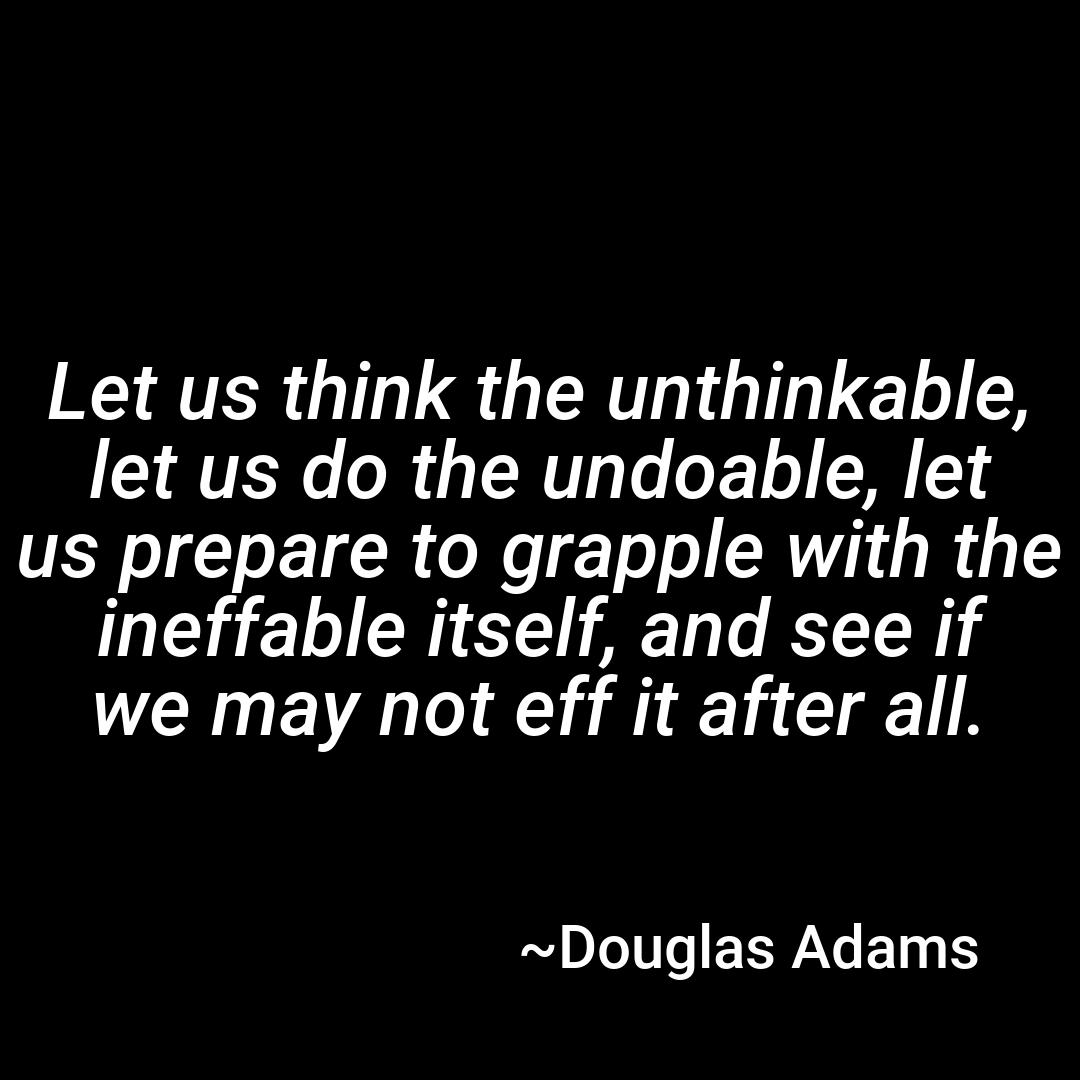 Let us think the unthinkable,
let us do the undoable, let
us prepare to grapple with the
ineffable itself, and see if
we may not eff it after all.
~Douglas Adams